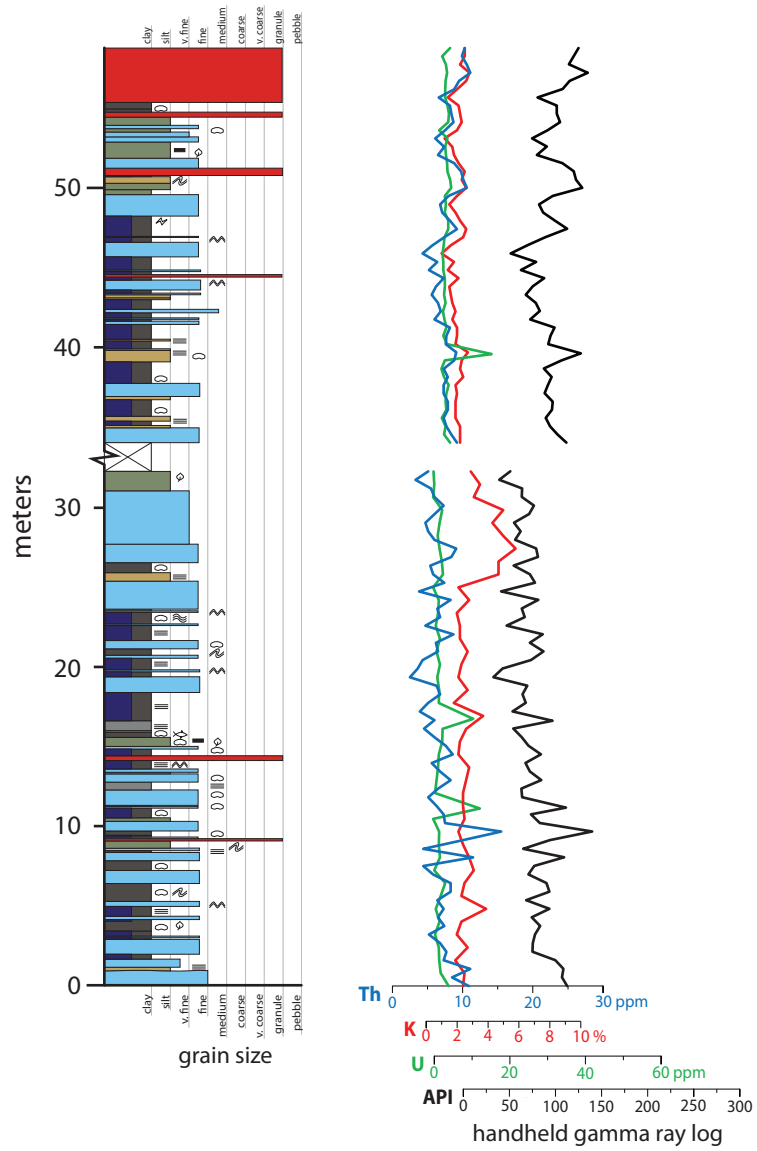 clay
silt
v. fine
fine
medium
coarse
v. coarse
granule
pebble
50
40
30
20
10
0
meters
clay
silt
v. fine
fine
medium
coarse
v. coarse
granule
pebble
grain size
Th
0 10 20 30 ppm
K
0 2 4 6 8 10 %
U
0 20 40 60 ppm
API
0 50 100 150 200 250 300
handheld gamma ray log